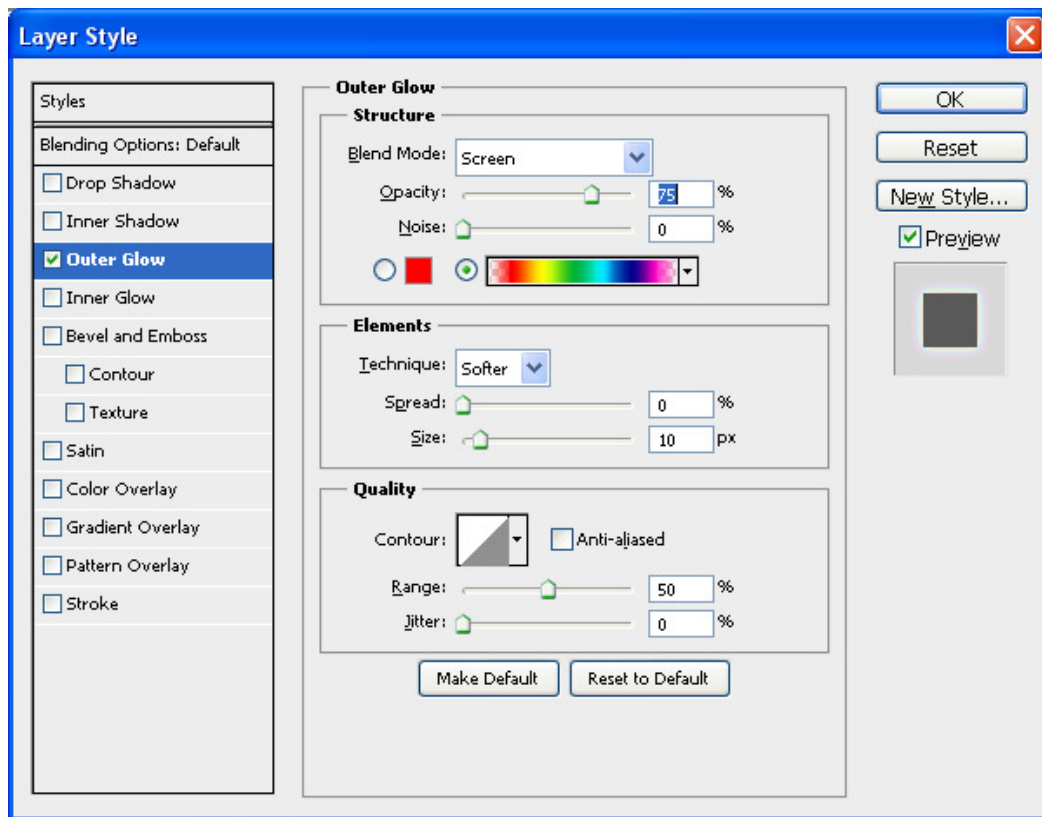 Layer Style
Styles
Blending Options: Default
Drop Shadow
Inner Shadow
Outer Glow
Inner Glow
Bevel and Emboss
Contour
Texture
Satin
Color Overlay
Gradient Overlay
Pattern Overlay
Stroke
Outer Glow
Structure
Blend Mode: Screen
Opacity: 75 %
Noise: 0 %
Elements
Technique: Softer
Spread: 0 %
Size: 10 px
Quality
Contour: Anti-aliased
Range: 50 %
Jitter: 0 %
Make Default Reset to Default
OK
Reset
New Style...
Preview